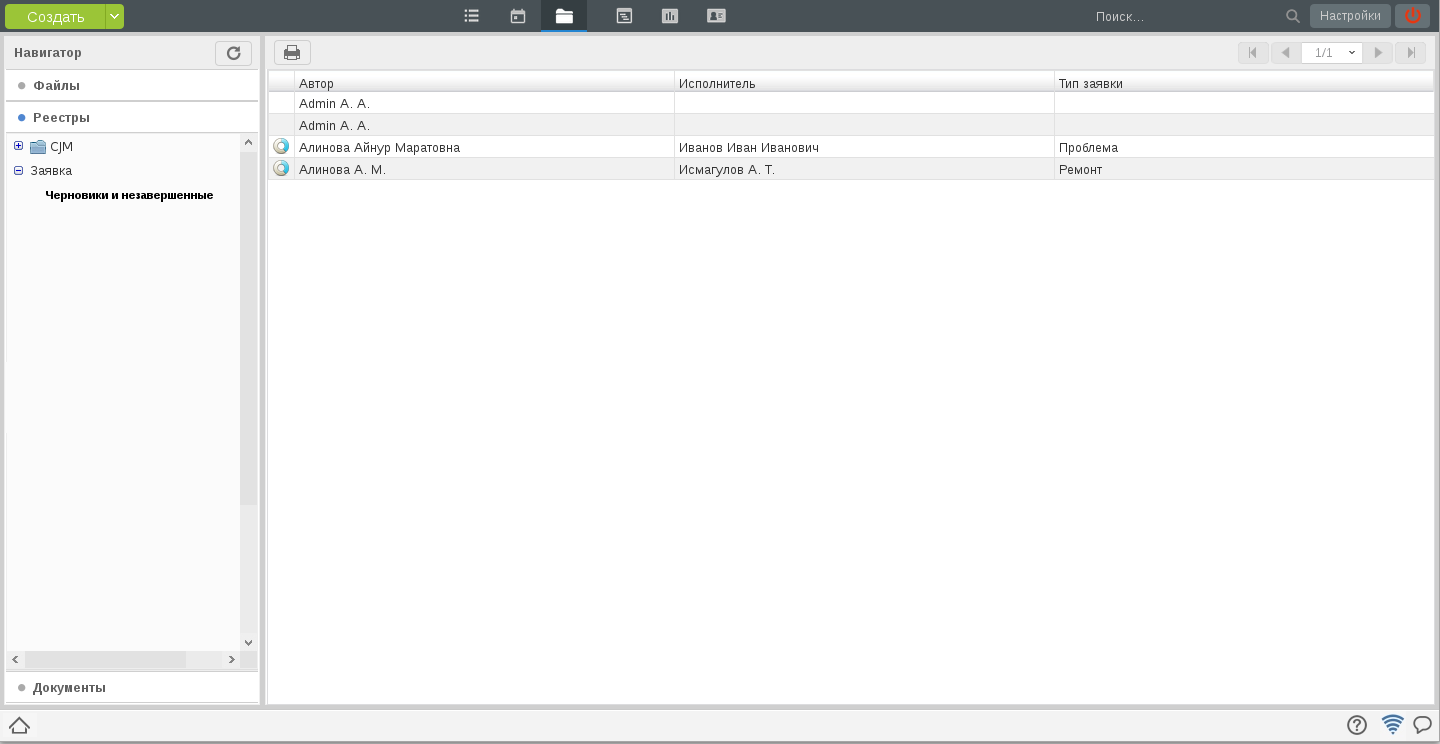 Создать
Поиск...
Настройки
Навигатор
1/1
Файлы
Реестры
CJM
Заявка
Черновики и незавершенные
Документы
Автор Исполнитель Тип заявки
Admin А. А.
Admin А. А.
Алинова Айнур Маратовна Иванов Иван Иванович Проблема
Алинова А. М. Исмагулов А. Т. Ремонт